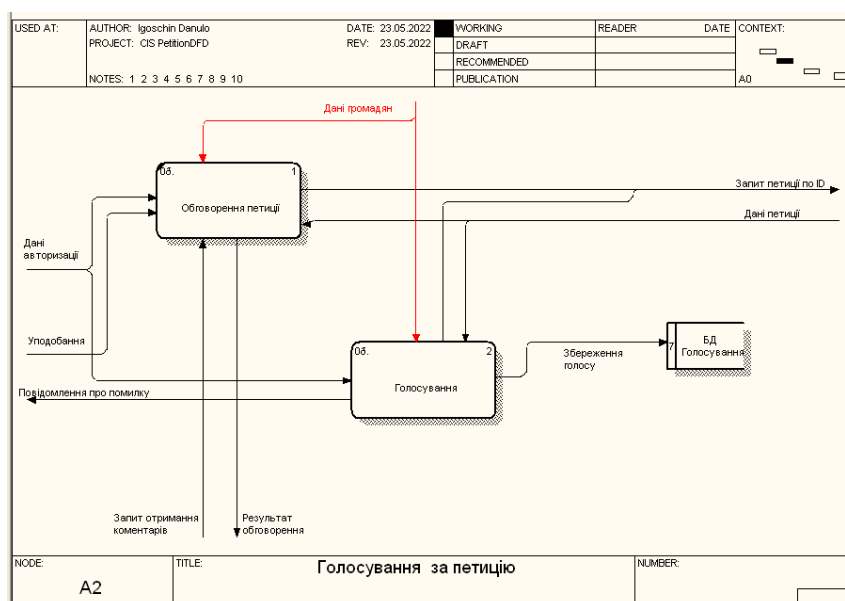 USED AT:
AUTHOR: Igoschin Danulo
DATE: 23.05.2022
WORKING
READER
DATE
CONTEXT:
PROJECT: CIS PetitionDFD
REV: 23.05.2022
DRAFT
RECOMMENDED
NOTES: 1 2 3 4 5 6 7 8 9 10
PUBLICATION
A0
Дані громадян
0ð.
1
Обговорення петиції
Запит петиції по ID
Дані петиції
Дані
авторизації
Уподобання
0ð.
2
Голосування
Збереження
голосу
7
БД
Голосування
Повідомлення про помилку
Запит отримання
коментарів
Результат
обговорення
NODE:
A2
TITLE:
Голосування за петицію
NUMBER: